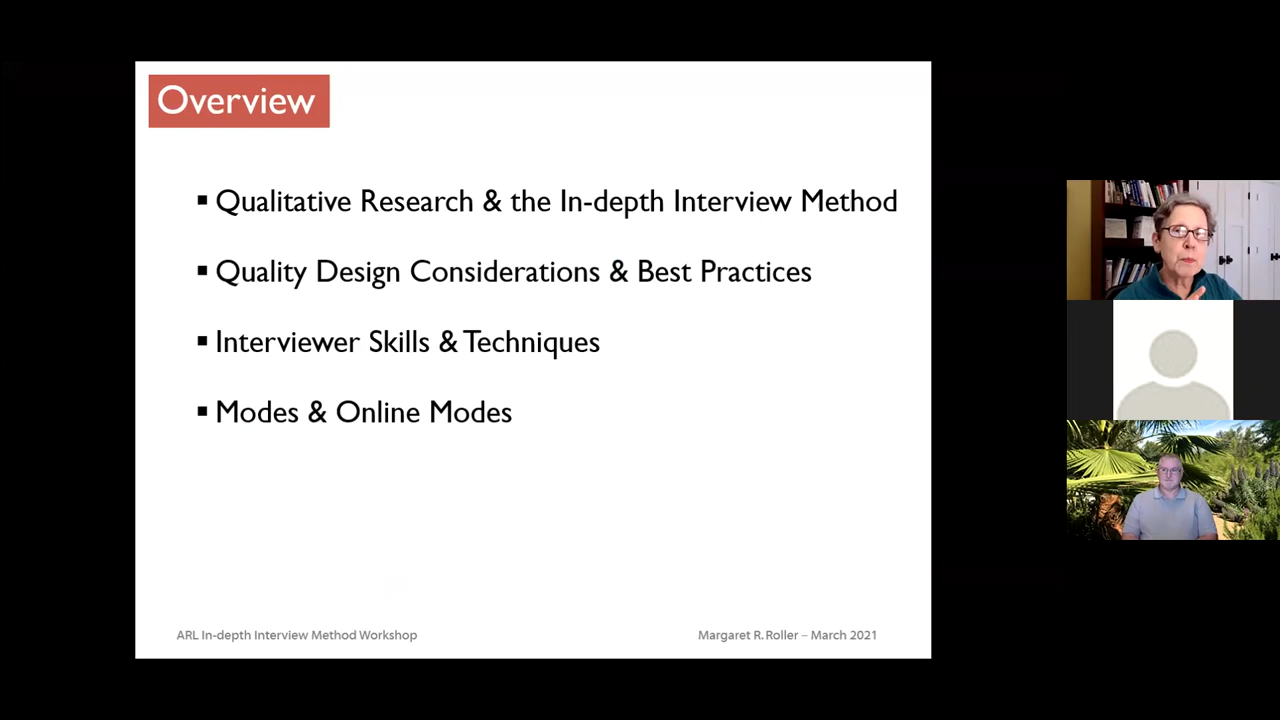 Overview
▪ Qualitative Research & the In-depth Interview Method
▪ Quality Design Considerations & Best Practices
▪ Interviewer Skills & Techniques
▪ Modes & Online Modes
ARL In-depth Interview Method Workshop
Margaret R. Roller – March 2021